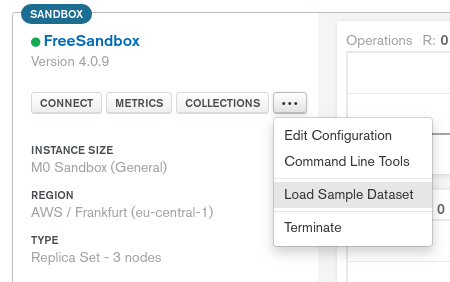 SANDBOX
FreeSandbox
Version 4.0.9
CONNECT METRICS COLLECTIONS ...
Edit Configuration
Command Line Tools
Load Sample Dataset
Terminate
INSTANCE SIZE
M0 Sandbox (General)
REGION
AWS / Frankfurt (eu-central-1)
TYPE
Replica Set - 3 nodes
Operations R: 0
0